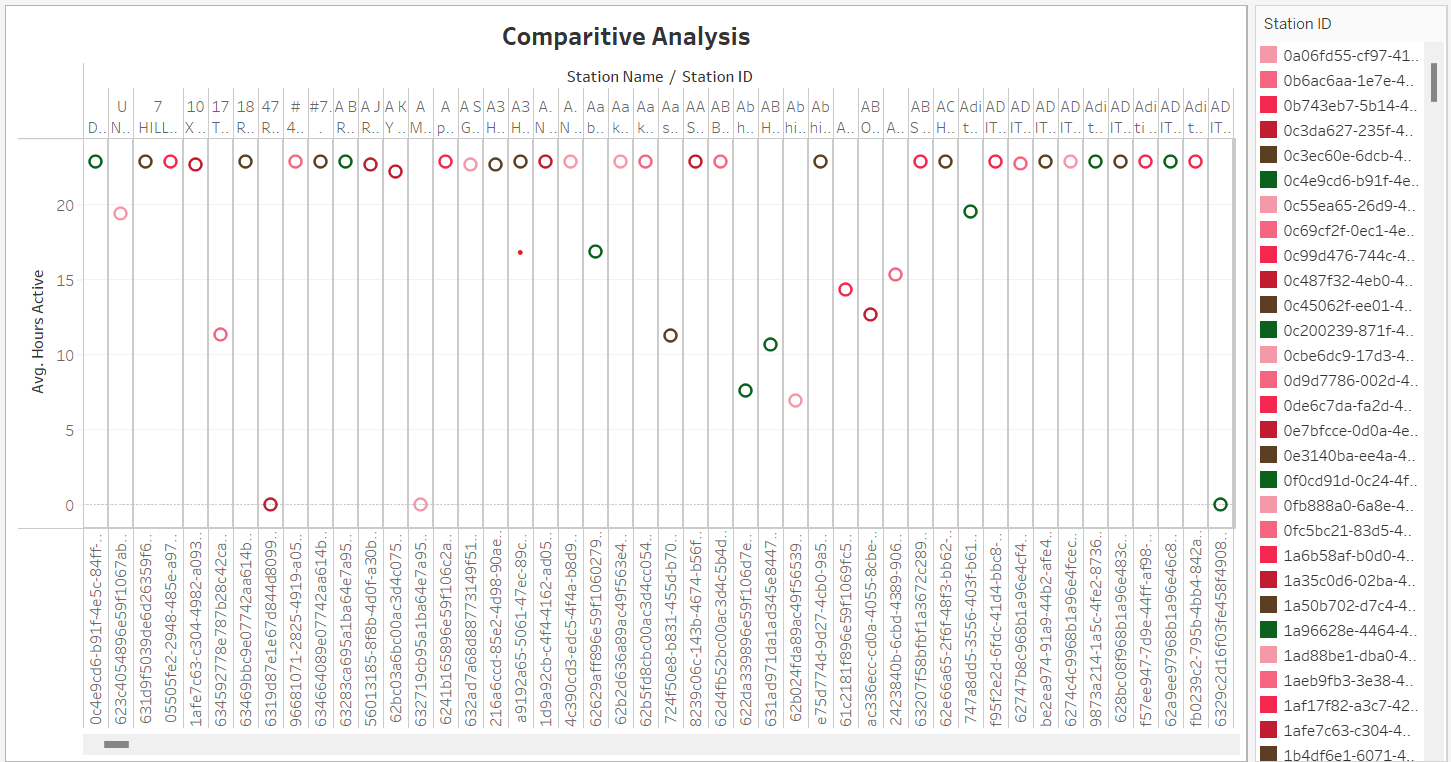 Comparitive Analysis
Station Name / Station ID
U 7 10 17 18 47 # #7. A B A J A K A A A S A3 A3 A. A. Aa Aa Aa Aa AA AB Ab AB Ab Ab AB AB AC Adi AD AD AD AD Adi AD Adi AD Adi AD
D.. N.. HILL.. X .. T.. R.. R.. 4.. . R.. R.. Y .. M.. p.. G .. H.. H.. N .. N .. b.. k.. k.. s.. S.. B.. h.. H.. hi.. hi.. A.. O.. A.. S .. H.. t.. IT.. IT.. IT.. IT.. t.. IT.. ti .. IT.. t.. IT..
Avg. Hours Active
20
15
10
5
0
0c4e9cd6-b91f-4e5c-84ff-..
623c4054896e59f1067ab..
631d9f5039de6d26359f6..
05505fe2-2948-485e-a97..
1afe7c63-c304-4982-a093..
634592778e787b28c42ca..
63469bbc9e07742aa614b..
6319d87e1e67d844d8099..
96681071-2825-4919-a05..
634664089e07742aa614b..
63283ca695a1ba64e7a95..
56013185-8f8b-4d0f-a30b..
62bc03a6bc00ac3d4c075..
632719cb95a1ba64e7a95..
6241b165896e59f106c2a..
632ad7a68d88773149f51..
216a6ccd-85e2-4d98-90ae..
a9192a65-5061-47ec-89c..
1d9a92cb-c4f4-4162-ad05..
4c390cd3-edc5-4f4a-b8d9..
62629aff896e59f1060279..
62b2d636a89ac49f563e4..
62b5fd8cbc00ac3d4cc054..
724f50e8-b831-455d-b70..
8239c06c-143b-4674-b56f..
62d4fb52bc00ac3d4c5b4d..
622da339896e59f106d7e..
631ad971de1ad345e8447..
62b024fda89ac49f56539..
e75d774d-9d27-4cb0-9a5..
61c2181f896e59f1069fc5..
ac336ecc-cd0a-4055-8cbe-..
2423840b-6cbd-4389-906..
63207f58bfbf1a3672c289..
62e66a65-2f6f-48f3-bb62-..
747a8dd5-3556-403f-b61..
f95f2e2d-6fdc-41d4-bbc8-..
62747b8c968b1a96e4cf4..
be2ea974-91a9-44b2-afe4..
6274c4c9968b1a96e4fcec..
9873a214-1a5c-4fe2-8736..
628bc08f968b1a96e483c..
f57ee947-7d9e-44ff-af98-..
62a9ee97968b1a96e46c8..
fb0239c2-795b-4bb4-842a..
6329c2d16f03fe458f4908..
Station ID
0a06fd55-cf97-41..
0b6ac6aa-1e7e-4..
0b743eb7-5b14-4..
0c3da627-235f-4..
0c3ec60e-6dcb-4..
0c4e9cd6-b91f-4e..
0c55ea65-26d9-4..
0c69cf2f-0ec1-4e..
0c99d476-744c-4..
0c487f32-4eb0-4..
0c45062f-ee01-4..
0c200239-871f-4..
0cbe6dc9-17d3-4..
0d9d7786-002d-4..
0de6c7da-fa2d-4..
0e7bfcce-0d0a-4e..
0e3140ba-ee4a-4..
0f0cd91d-0c24-4f..
0fb888a0-6a8e-4..
0fc5bc21-83d5-4..
1a6b58af-b0d0-4..
1a35c0d6-02ba-4..
1a50b702-d7c4-4..
1a96628e-4464-4..
1ad88be1-dba0-4..
1aeb9fb3-3e38-4..
1af17f82-a3c7-42..
1afe7c63-c304-4..
1b4df6e1-6071-4..